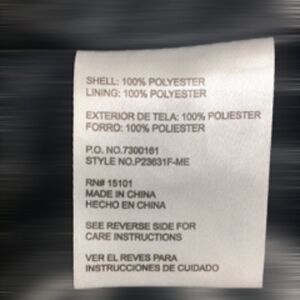 SHELL: 100% POLYESTER
LINING: 100% POLYESTER
EXTERIOR DE TELA: 100% POLIESTER
FORRO: 100% POLIESTER
P.O. NO.7300161
STYLE NO.P23631F-ME
RN# 15101
MADE IN CHINA
HECHO EN CHINA
SEE REVERSE SIDE FOR
CARE INSTRUCTIONS
VER EL REVES PARA
INSTRUCCIONES DE CUIDADO